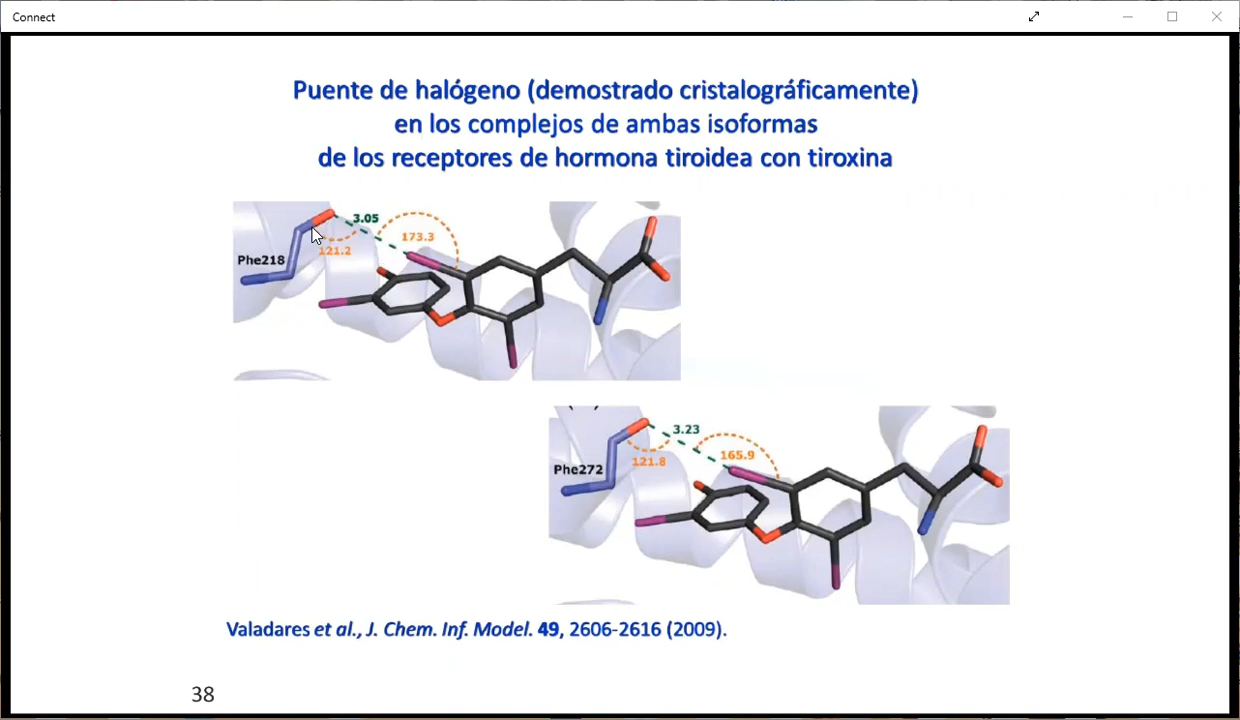 Connect
Puente de halógeno (demostrado cristalográficamente)
en los complejos de ambas isoformas
de los receptores de hormona tiroidea con tiroxina
3.05
173.3
121.2
Phe218
3.23
165.9
121.8
Phe272
Valadares et al., J. Chem. Inf. Model. 49, 2606-2616 (2009).
38